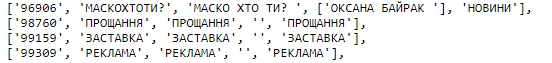 ['96906', 'МАСКОХТОТИ?', 'МАСКО ХТО ТИ? ', ['ОКСАНА БАЙРАК '], 'НОВИНИ'],
['98760', 'ПРОЩАННЯ', 'ПРОЩАННЯ', '', 'ПРОЩАННЯ'],
['99159', 'ЗАСТАВКА', 'ЗАСТАВКА', '', 'ЗАСТАВКА'],
['99309', 'РЕКЛАМА', 'РЕКЛАМА', '', 'РЕКЛАМА'],